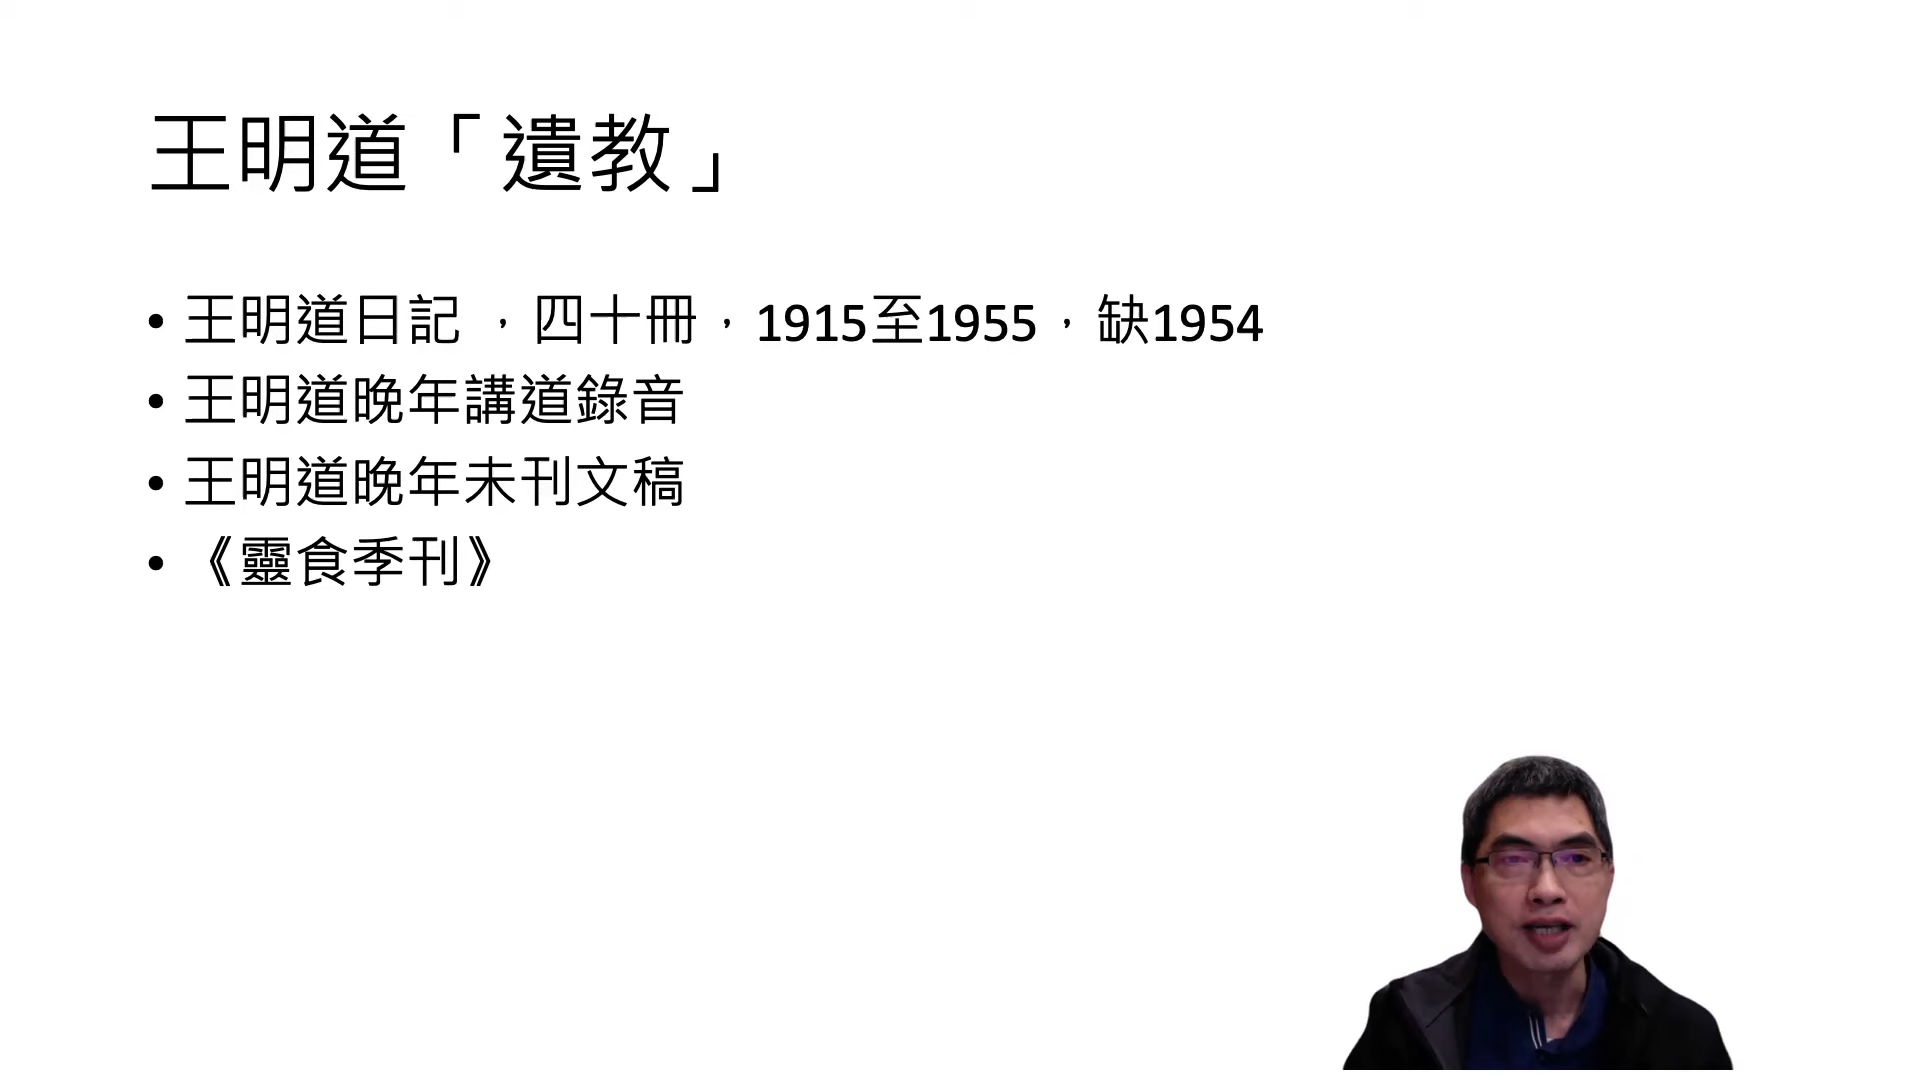 王明道「遺教」
• 王明道日記 ，四十冊，1915至1955，缺1954
• 王明道晚年講道錄音
• 王明道晚年未刊文稿
• 《靈食季刊》